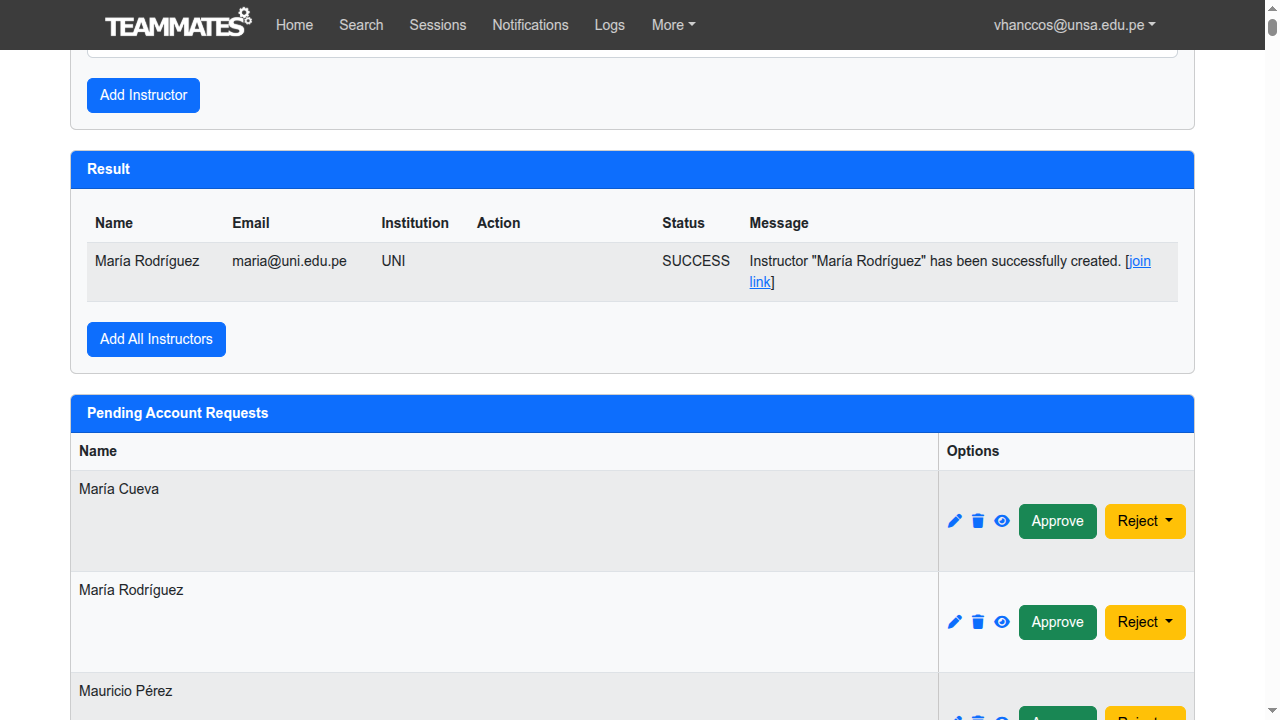 TEAMMATES Home Search Sessions Notifications Logs More vhanccos@unsa.edu.pe
Add Instructor
Result
Name Email Institution Action Status Message
María Rodríguez maria@uni.edu.pe UNI SUCCESS Instructor "María Rodríguez" has been successfully created. [join
link]
Add All Instructors
Pending Account Requests
Name Options
María Cueva
Approve Reject
María Rodríguez
Approve Reject
Mauricio Pérez
Approve Reject